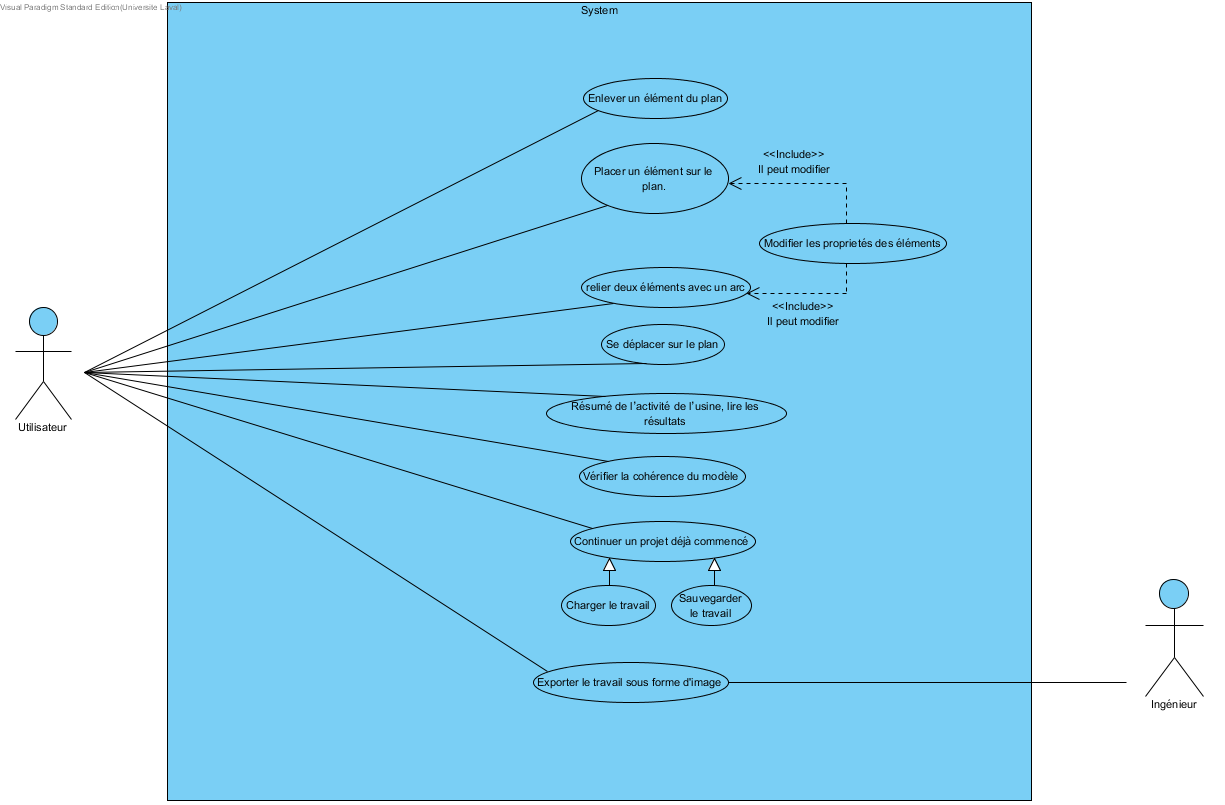 Visual Paradigm Standard Edition(Universite Laval)
System
Enlever un élément du plan
<<Include>>
Il peut modifier
Placer un élément sur le
plan.
Modifier les proprietés des éléments
relier deux éléments avec un arc
<<Include>>
Il peut modifier
Se déplacer sur le plan
Résumé de l'activité de l'usine, lire les
résultats
Utilisateur
Vérifier la cohérence du modèle
Continuer un projet déjà commencé
Charger le travail
Sauvegarder
le travail
Exporter le travail sous forme d'image
Ingénieur